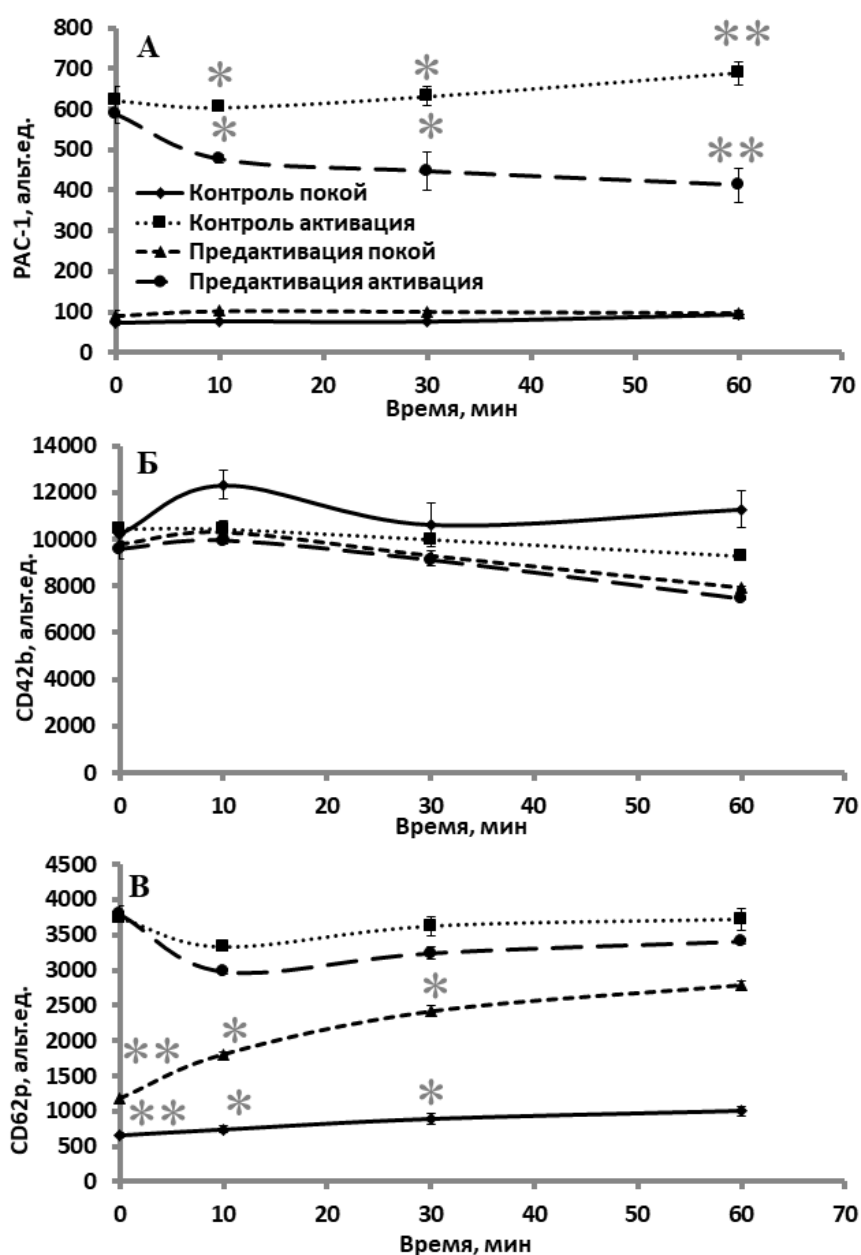 800
А
700
600
500
400
300
200
100
0
PAC-1, альт.ед.
Контроль покой
Контроль активация
Предактивация покой
Предактивация активация
0 10 20 30 40 50 60 70
Время, мин
14000
Б
12000
10000
8000
6000
4000
2000
0
CD42b, альт.ед.
0 10 30 40 50 60 70
Время, мин
4500
В
4000
3500
3000
2500
2000
1500
1000
500
0
CD62p, альт.ед.
0 10 30 40 50 60 70
Время, мин